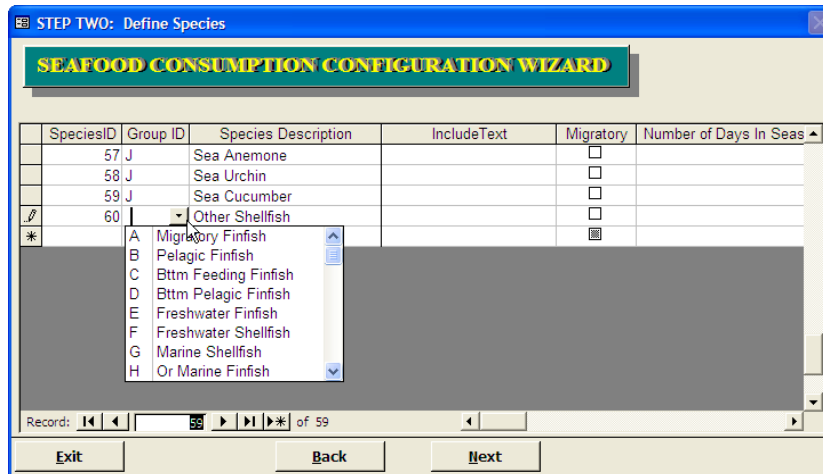 STEP TWO: Define Species
SEAFOOD CONSUMPTION CONFIGURATION WIZARD
SpeciesID Group ID Species Description IncludeText Migratory Number of Days In Seas
57 J Sea Anemone
58 J Sea Urchin
59 J Sea Cucumber
60 Other Shellfish
A Migratory Finfish
B Pelagic Finfish
C Bttm Feeding Finfish
D Bttm Pelagic Finfish
E Freshwater Finfish
F Freshwater Shellfish
G Marine Shellfish
H Or Marine Finfish
Record: 59 of 59
Exit Back Next